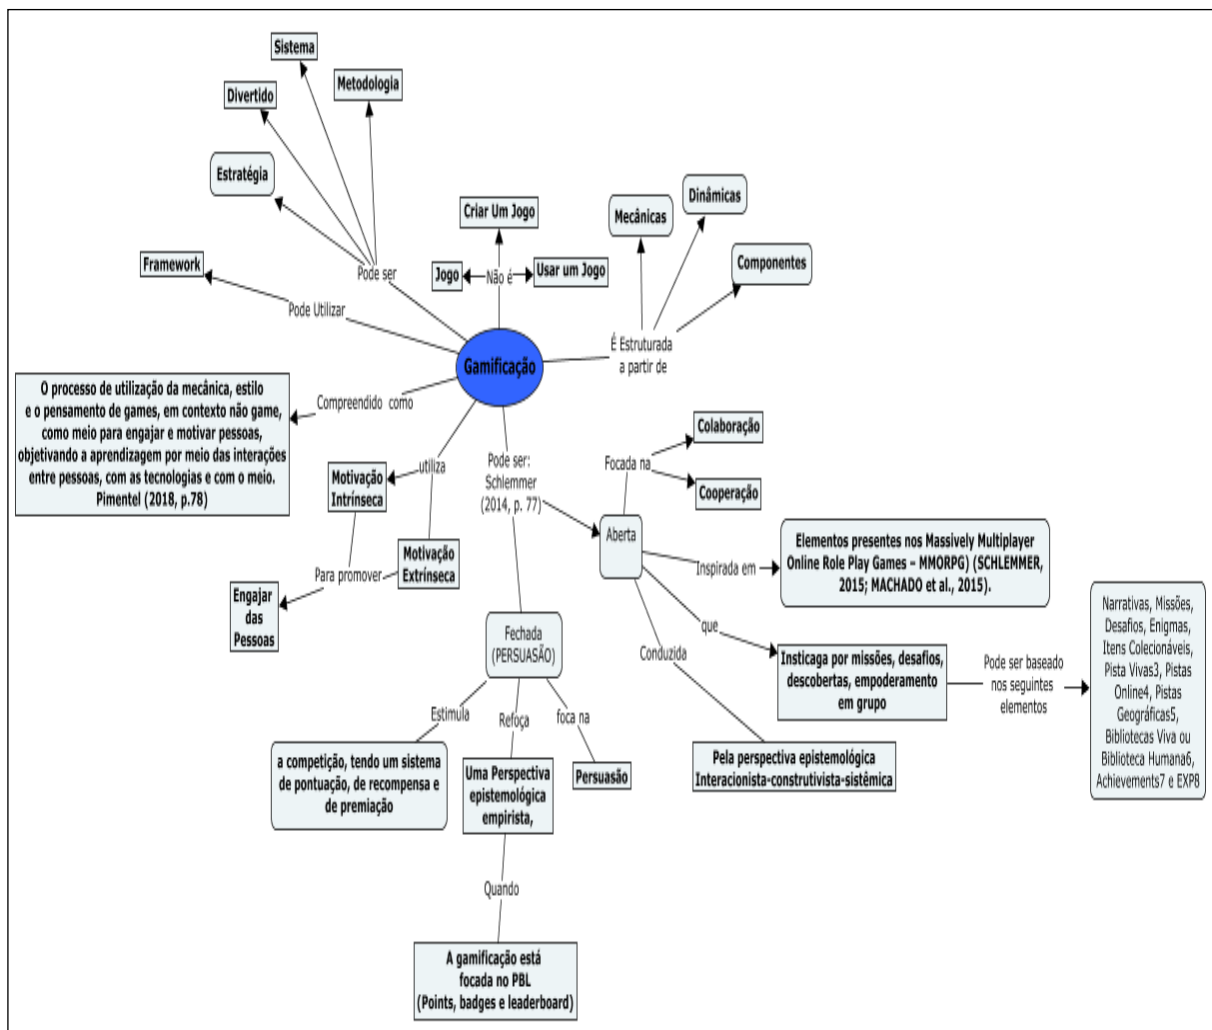 Sistema
Metodologia
Divertido
Estratégia
Framework
Pode ser
Pode Utilizar
Criar Um Jogo
Jogo
Não é
Usar um Jogo
Mecânicas
Dinâmicas
Componentes
É Estruturada
a partir de
Gamificação
O processo de utilização da mecânica, estilo
e o pensamento de games, em contexto não game,
como meio para engajar e motivar pessoas,
objetivando a aprendizagem por meio das interações
entre pessoas, com as tecnologias e com o meio.
Pimentel (2018, p.78)
Compreendido como
utiliza
Motivação
Intrínseca
Motivação
Extrínseca
Para promover
Engajar
das
Pessoas
Pode ser:
Schlemmer
(2014, p. 77)
Aberta
Focada na
Colaboração
Cooperação
Inspirada em
Elementos presentes nos Massively Multiplayer
Online Role Play Games – MMORPG) (SCHLEMMER,
2015; MACHADO et al., 2015).
que
Insticaga por missões, desafios,
descobertas, empoderamento
em grupo
Pode ser baseado
nos seguintes
elementos
Narrativas, Missões,
Desafios, Enigmas,
Itens Colecionáveis,
Pista Vivas3, Pistas
Online4, Pistas
Geográficas5,
Bibliotecas Viva ou
Biblioteca Humana6,
Achievements7 e EXP8
Conduzida
Pela perspectiva epistemológica
Interacionista-construtivista-sistêmica
Fechada
(PERSUASÃO)
Estimula
a competição, tendo um sistema
de pontuação, de recompensa e
de premiação
Refoça
Uma Perspectiva
epistemológica
empirista,
foca na
Persuasão
Quando
A gamificação está
focada no PBL
(Points, badges e leaderboard)